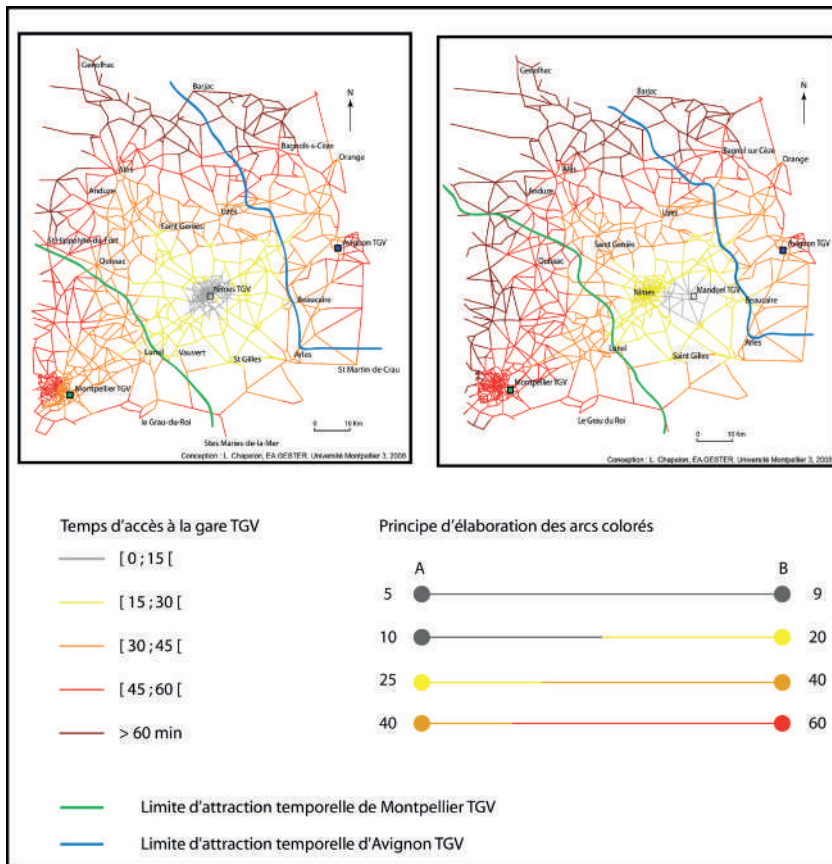 Genolhac
Barjac
N
Bagnols-s-Cèze
Orange
Alès
Anduze
Uzès
Saint Geniès
St-Hippolyte-du-Fort
Avignon TGV
Quissac
Nîmes TGV
Beaucaire
Lunel
Vauvert
St Gilles
Arles
St Martin-de-Crau
Montpellier TGV
le Grau-du-Roi
0 10 Km
Stes Maries-de-la-Mer
Conception : L. Chapelon, EA GESTER, Université Montpellier 3, 2008
Genolhac
Barjac
N
Bagnol sur Cèze
Orange
Alès
Anduze
Uzès
Saint Geniès
Avignon TGV
Quissac
Nîmes
Manduel TGV
Beaucaire
Lunel
Saint Gilles
Arles
Montpellier TGV
Le Grau du Roi
0 10 Km
Conception : L. Chapelon, EA GESTER, Université Montpellier 3, 2008
Temps d'accès à la gare TGV
[ 0 ; 15 [
[ 15 ; 30 [
[ 30 ; 45 [
[ 45 ; 60 [
> 60 min
Principe d'élaboration des arcs colorés
A B
5 9
10 20
25 40
40 60
Limite d'attraction temporelle de Montpellier TGV
Limite d'attraction temporelle d'Avignon TGV